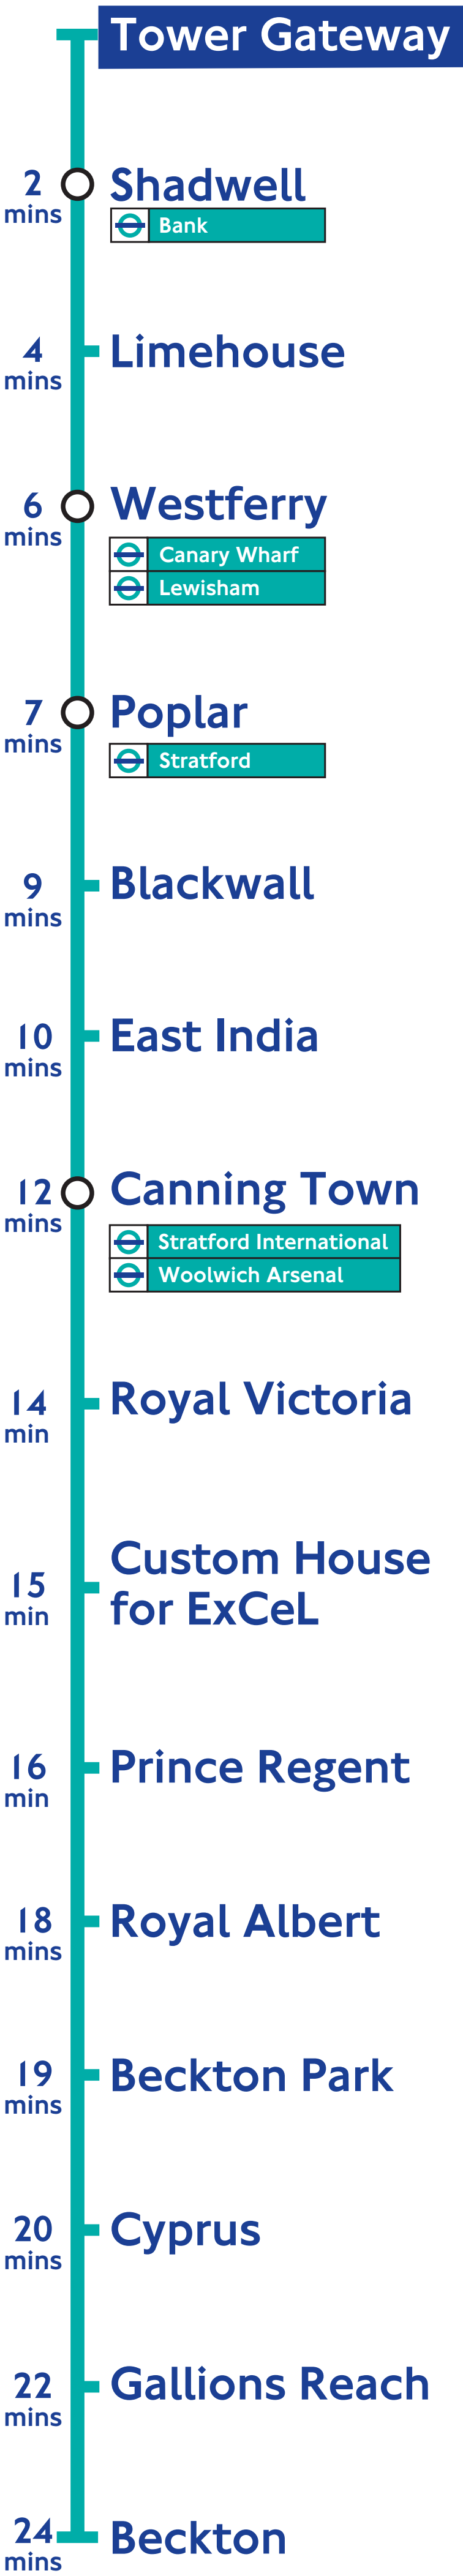 Tower Gateway
2
mins
Shadwell
Bank
4
mins
Limehouse
6
mins
Westferry
Canary Wharf
Lewisham
7
mins
Poplar
Stratford
9
mins
Blackwall
10
mins
East India
12
mins
Canning Town
Stratford International
Woolwich Arsenal
14
min
Royal Victoria
15
min
Custom House
for ExCeL
16
min
Prince Regent
18
mins
Royal Albert
19
mins
Beckton Park
20
mins
Cyprus
22
mins
Gallions Reach
24
mins
Beckton